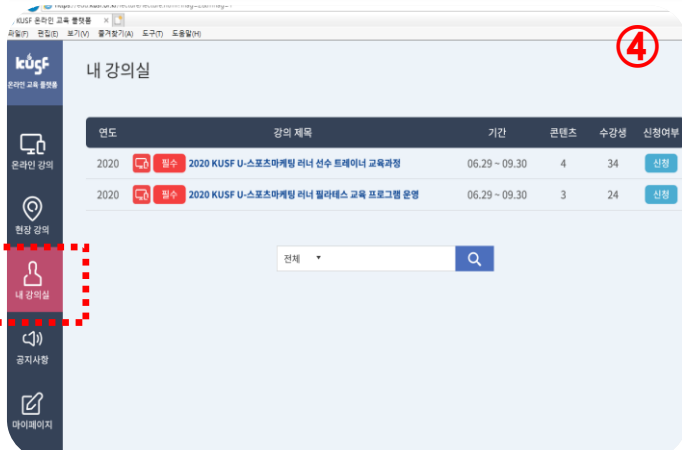 KUSF 온라인 교육 플랫폼 ×
파일(F) 편집(E) 보기(V) 즐겨찾기(A) 도구(T) 도움말(H)
④
kúsf
온라인 교육 플랫폼
내 강의실
연도 강의 제목 기간 콘텐츠 수강생 신청여부
2020 필수 2020 KUSF U-스포츠마케팅 러너 선수 트레이너 교육과정 06.29 ~ 09.30 4 34 신청
2020 필수 2020 KUSF U-스포츠마케팅 러너 필라테스 교육 프로그램 운영 06.29 ~ 09.30 3 24 신청
전체 ▼
온라인 강의
현장 강의
내 강의실
공지사항
마이페이지